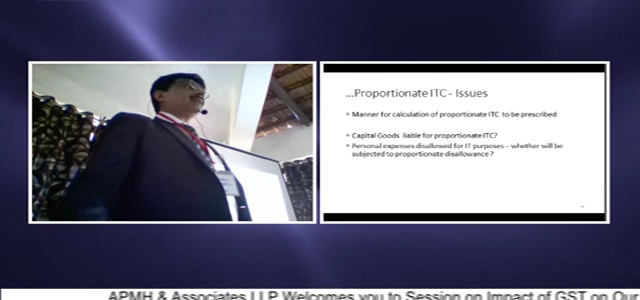 ...Proportionate ITC - Issues
• Manner for calculation of proportionate ITC to be prescribed
• Capital Goods liable for proportionate ITC?
• Personal expenses disallowed for IT purposes – whether will be
subjected to proportionate disallowance ?
APMH & Associates LLP Welcomes you to Session on Impact of GST on Our